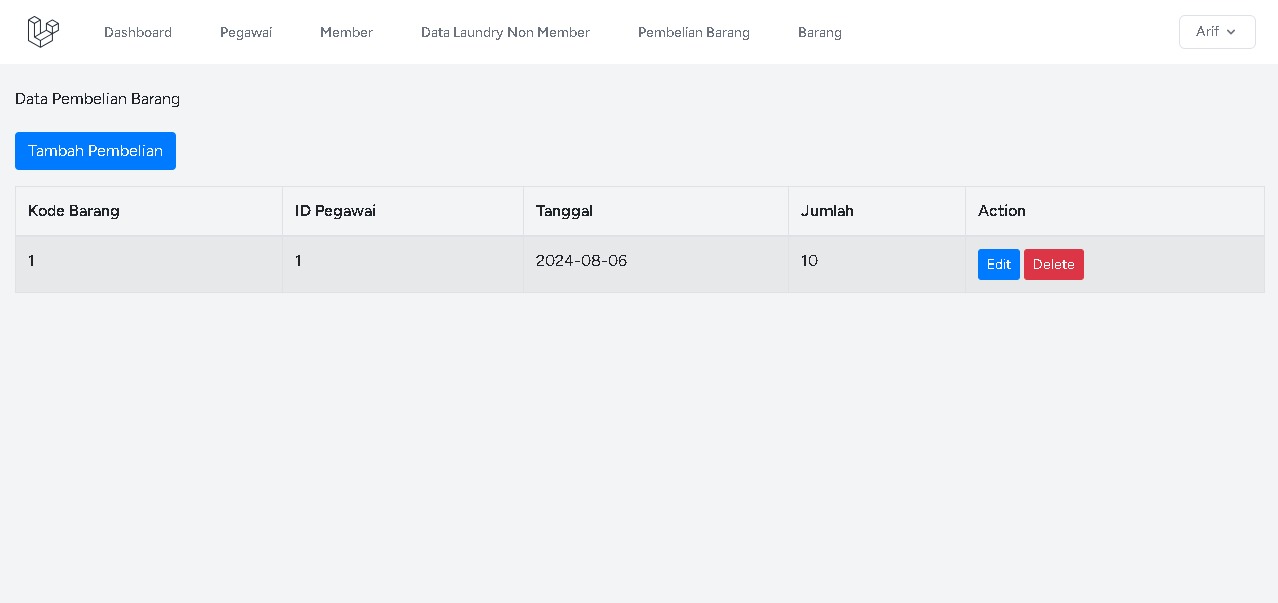 Dashboard Pegawai Member Data Laundry Non Member Pembelian Barang Barang Arif
Data Pembelian Barang
Tambah Pembelian
Kode Barang ID Pegawai Tanggal Jumlah Action
1 1 2024-08-06 10 Edit Delete